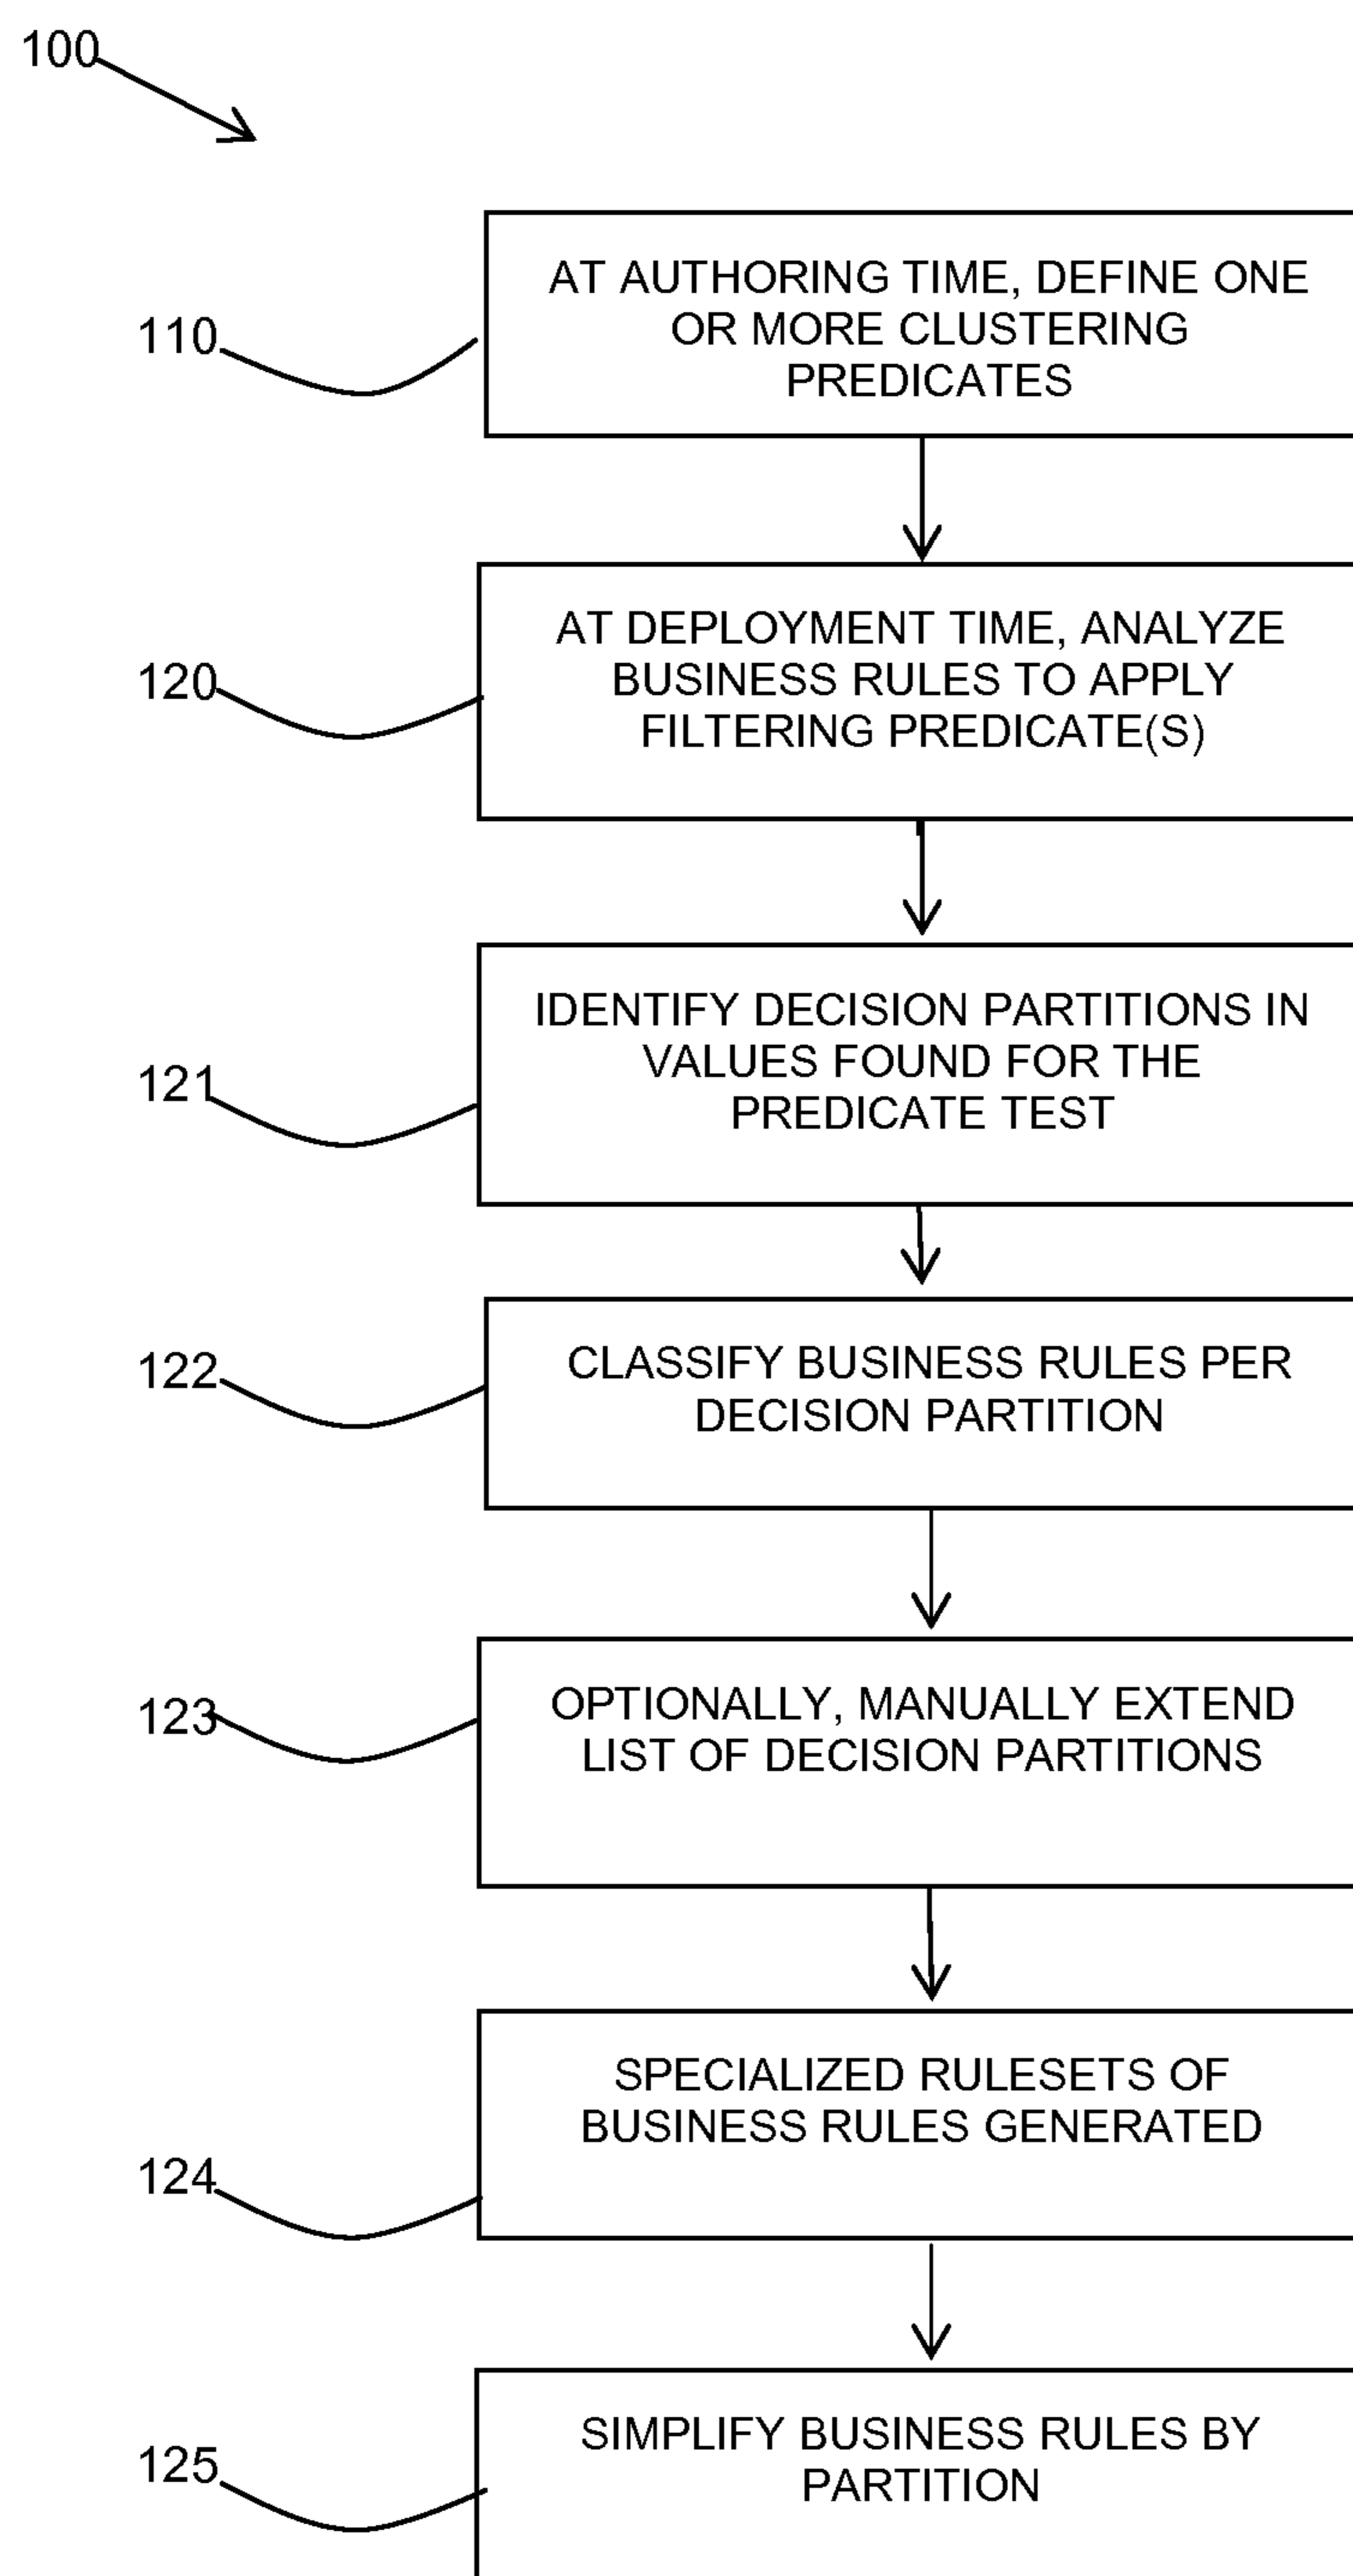 100
110
AT AUTHORING TIME, DEFINE ONE
OR MORE CLUSTERING
PREDICATES
120
AT DEPLOYMENT TIME, ANALYZE
BUSINESS RULES TO APPLY
FILTERING PREDICATE(S)
121
IDENTIFY DECISION PARTITIONS IN
VALUES FOUND FOR THE
PREDICATE TEST
122
CLASSIFY BUSINESS RULES PER
DECISION PARTITION
123
OPTIONALLY, MANUALLY EXTEND
LIST OF DECISION PARTITIONS
124
SPECIALIZED RULESETS OF
BUSINESS RULES GENERATED
125
SIMPLIFY BUSINESS RULES BY
PARTITION